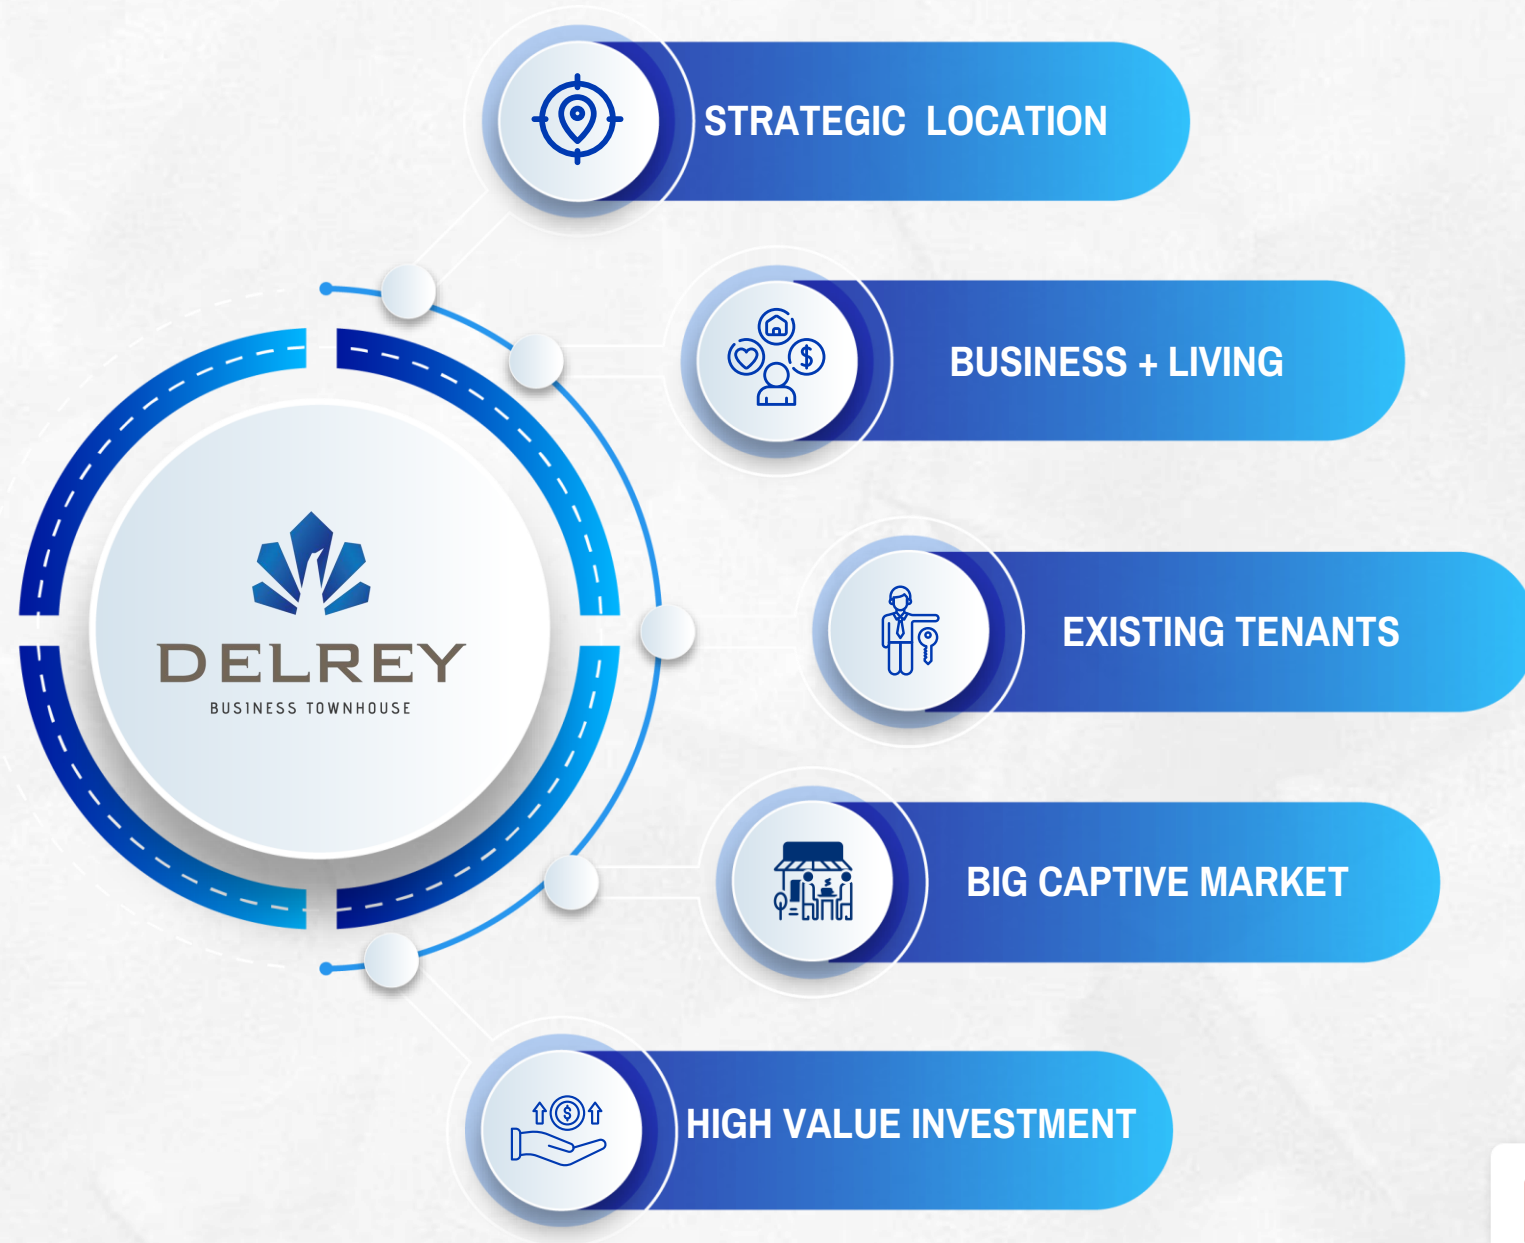 STRATEGIC  LOCATION
BUSINESS + LIVING
DELREY
BUSINESS TOWNHOUSE
EXISTING TENANTS
BIG CAPTIVE MARKET
HIGH VALUE INVESTMENT